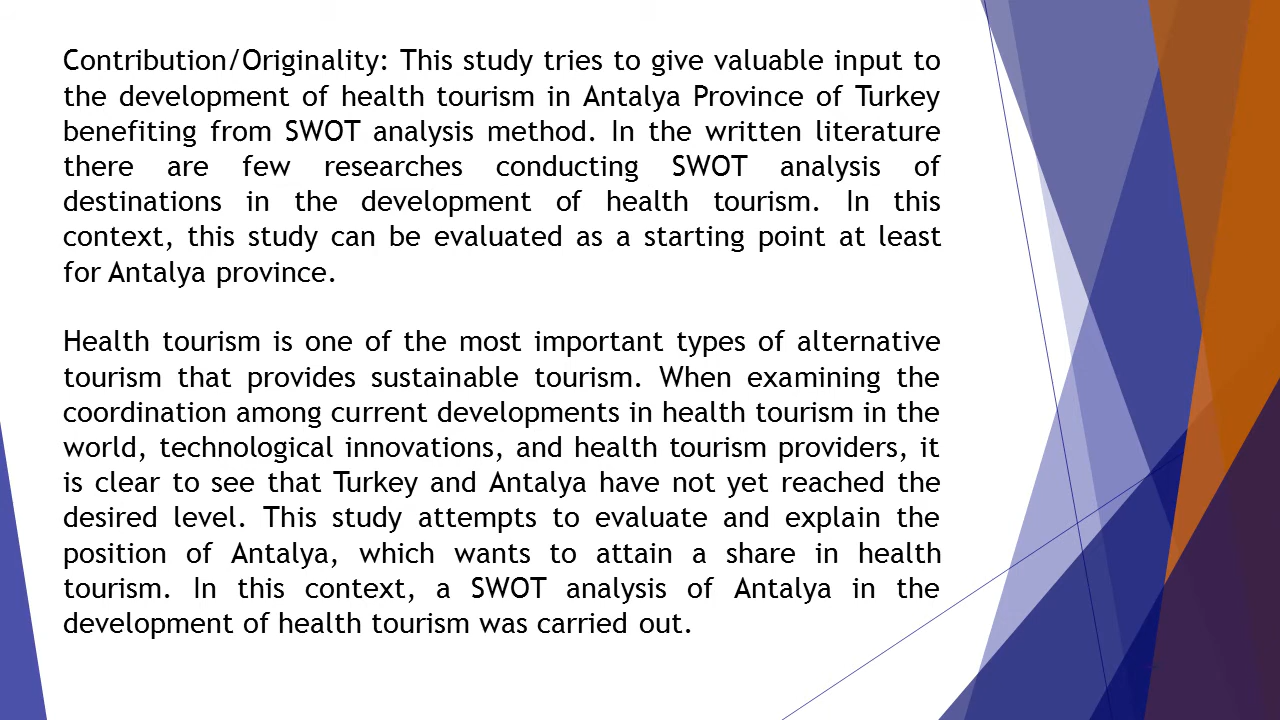 Contribution/Originality: This study tries to give valuable input to
the development of health tourism in Antalya Province of Turkey
benefiting from SWOT analysis method. In the written literature
there are few researches conducting SWOT analysis of
destinations in the development of health tourism. In this
context, this study can be evaluated as a starting point at least
for Antalya province.
Health tourism is one of the most important types of alternative
tourism that provides sustainable tourism. When examining the
coordination among current developments in health tourism in the
world, technological innovations, and health tourism providers, it
is clear to see that Turkey and Antalya have not yet reached the
desired level. This study attempts to evaluate and explain the
position of Antalya, which wants to attain a share in health
tourism. In this context, a SWOT analysis of Antalya in the
development of health tourism was carried out.